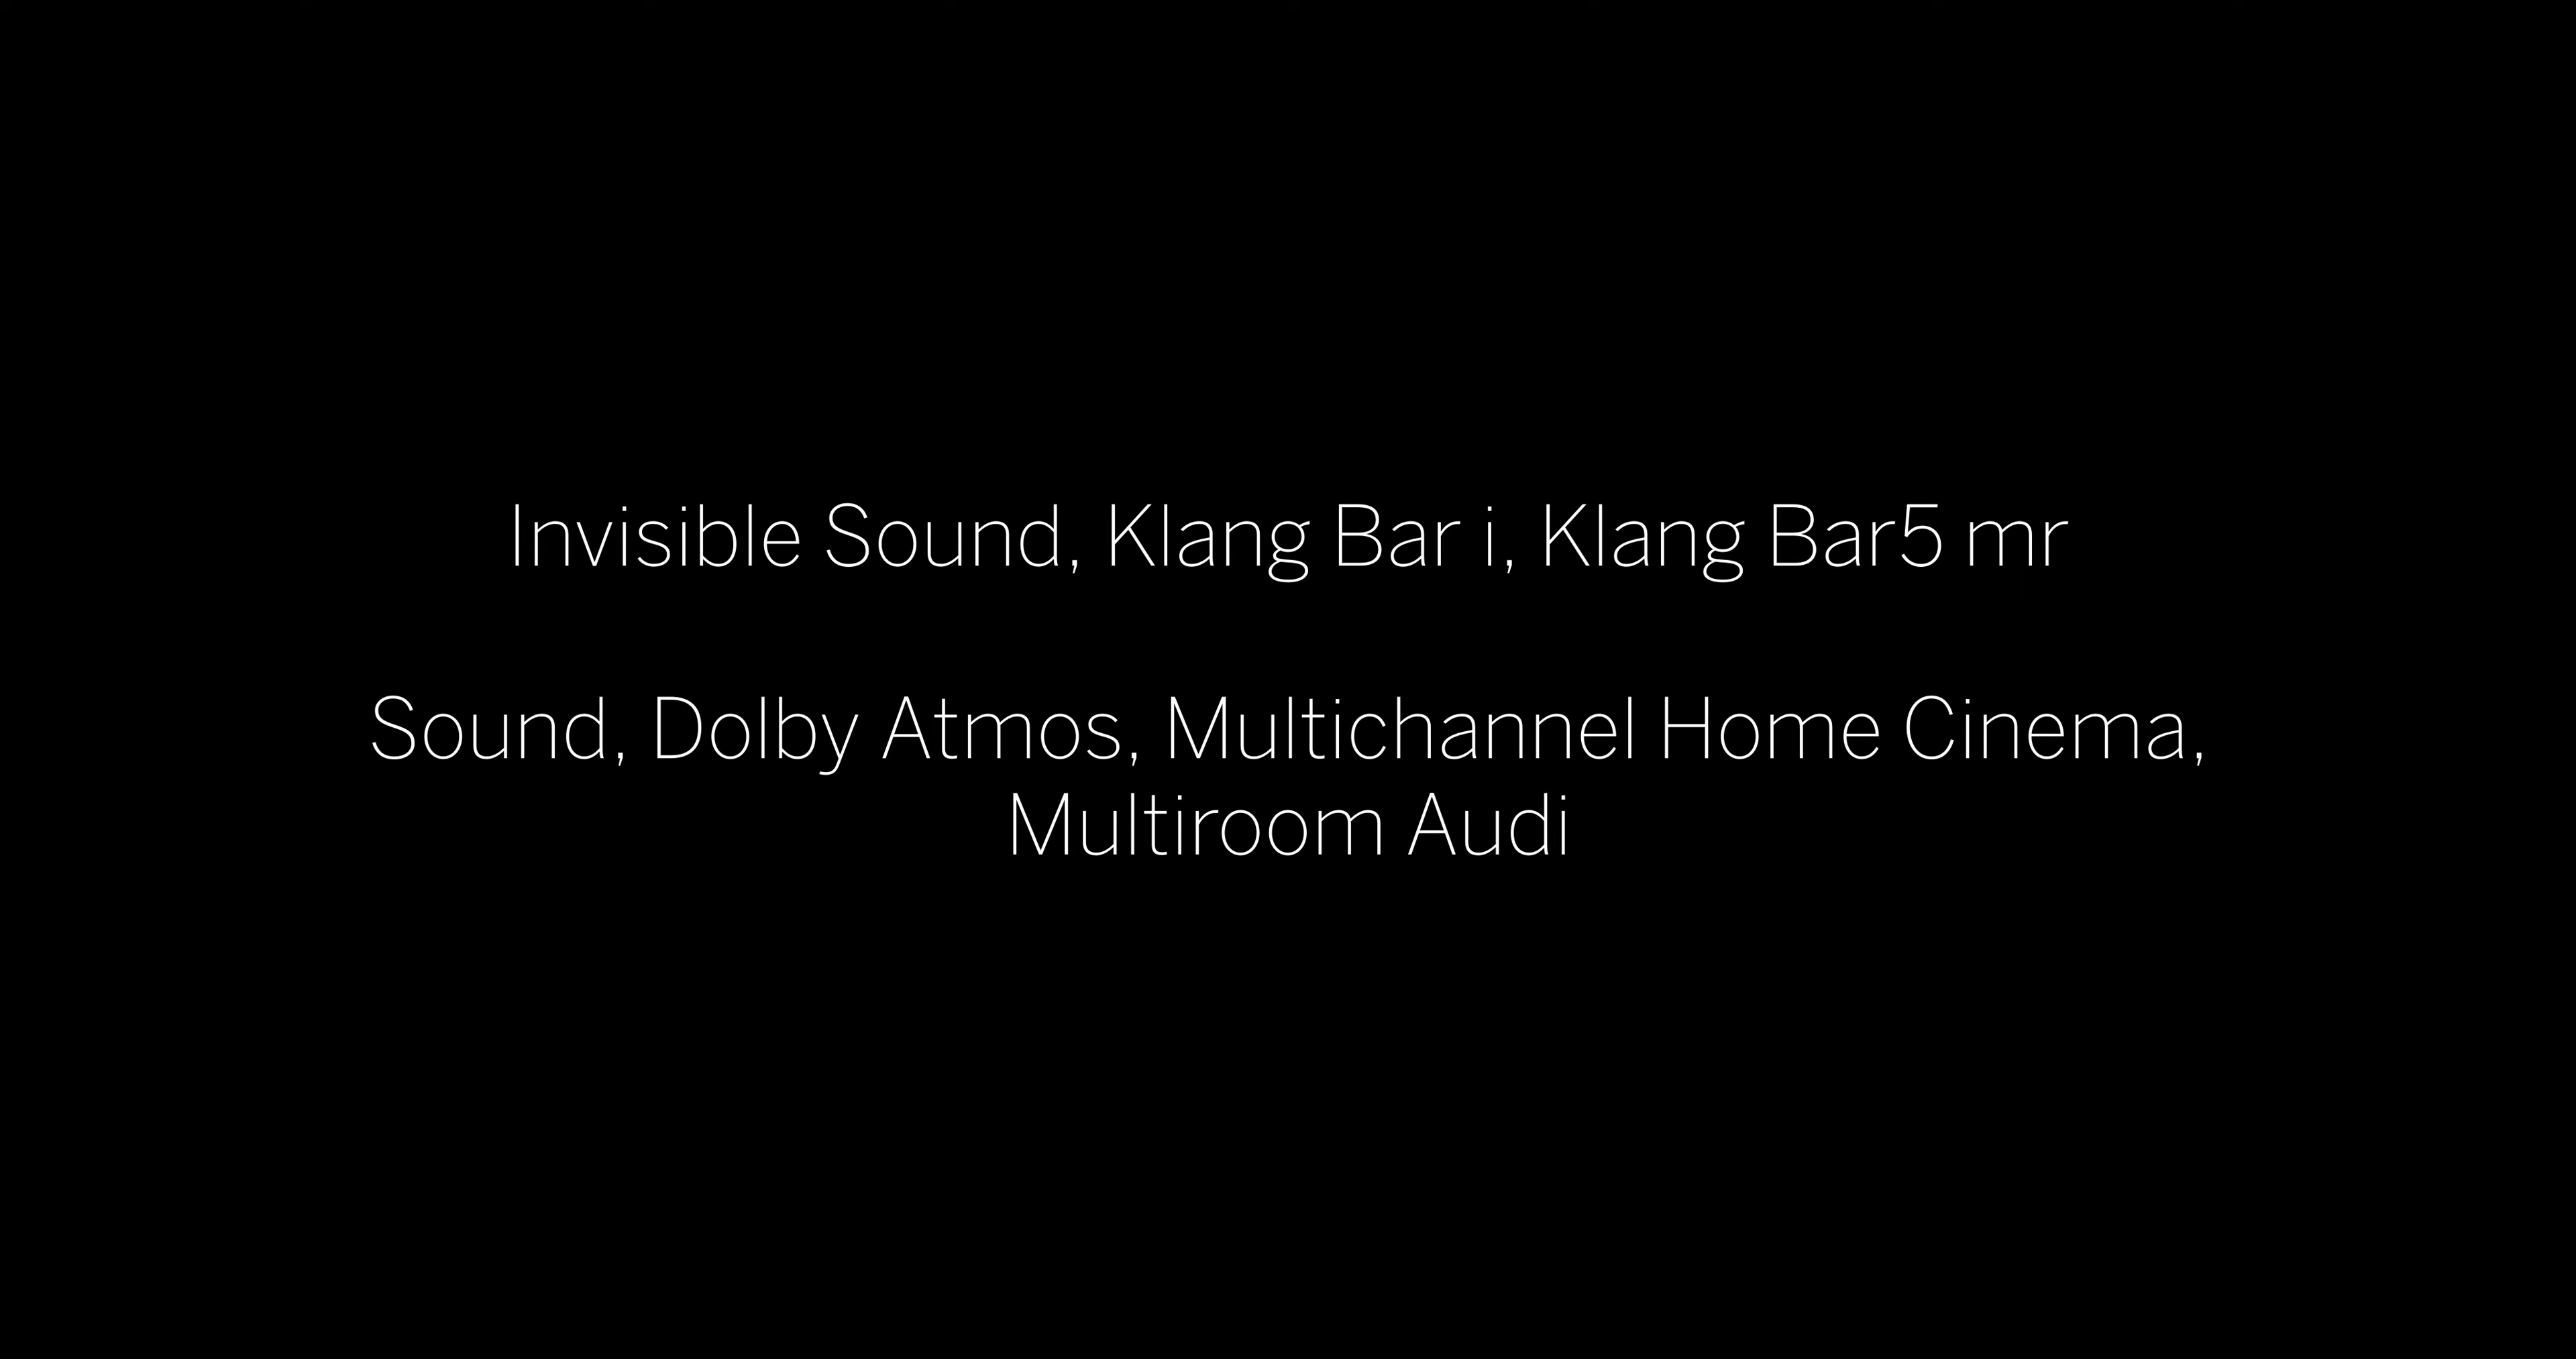 Invisible Sound, Klang Bar i, Klang Bar5 mr
Sound, Dolby Atmos, Multichannel Home Cinema,
Multiroom Audi